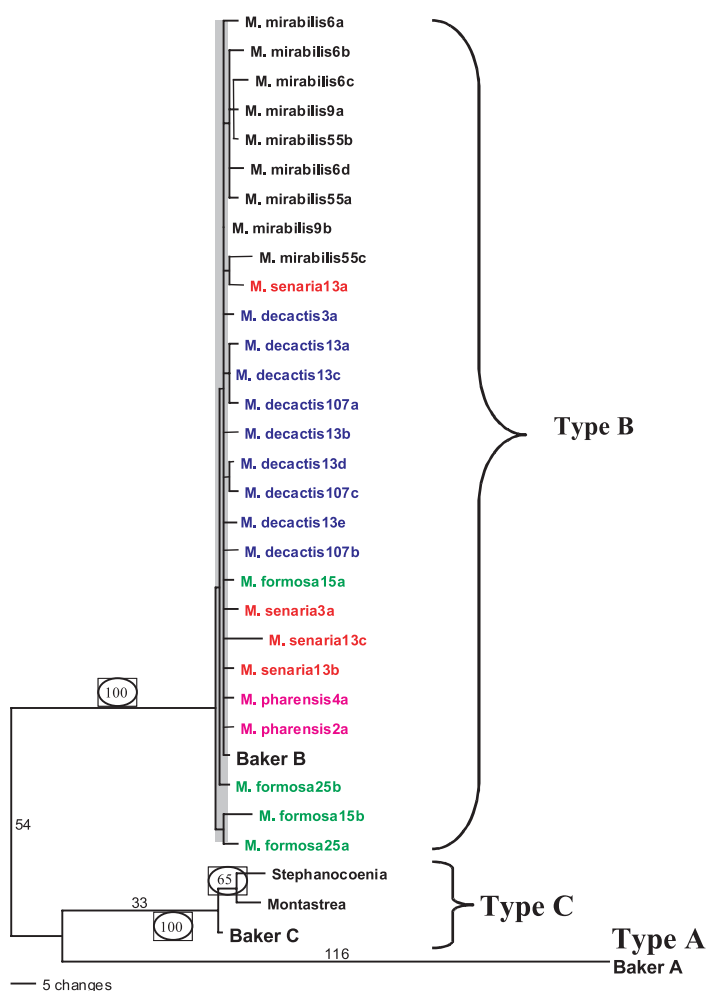 M. mirabilis6a
M. mirabilis6b
M. mirabilis6c
M. mirabilis9a
M. mirabilis55b
M. mirabilis6d
M. mirabilis55a
M. mirabilis9b
M. mirabilis55c
M. senaria13a
M. decactis3a
M. decactis13a
M. decactis13c
M. decactis107a
Type B
M. decactis13b
M. decactis13d
M. decactis107c
M. decactis13e
M. decactis107b
M. formosa15a
M. senaria3a
M. senaria13c
M. senaria13b
100
M. pharensis4a
M. pharensis2a
Baker B
M. formosa25b
M. formosa15b
54
M. formosa25a
Stephanocoenia
65
Montastrea
Type C
33
100
Baker C
Type A
116
Baker A
5 changes